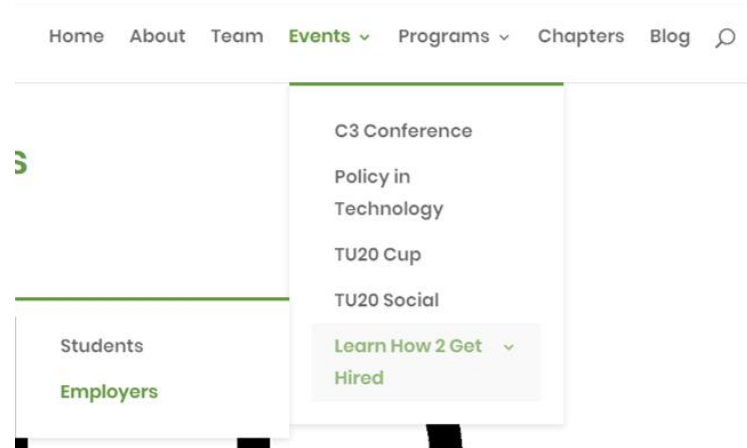 Home About Team Events Programs Chapters Blog
s
C3 Conference
Policy in
Technology
TU20 Cup
TU20 Social
Learn How 2 Get
Hired
Students
Employers